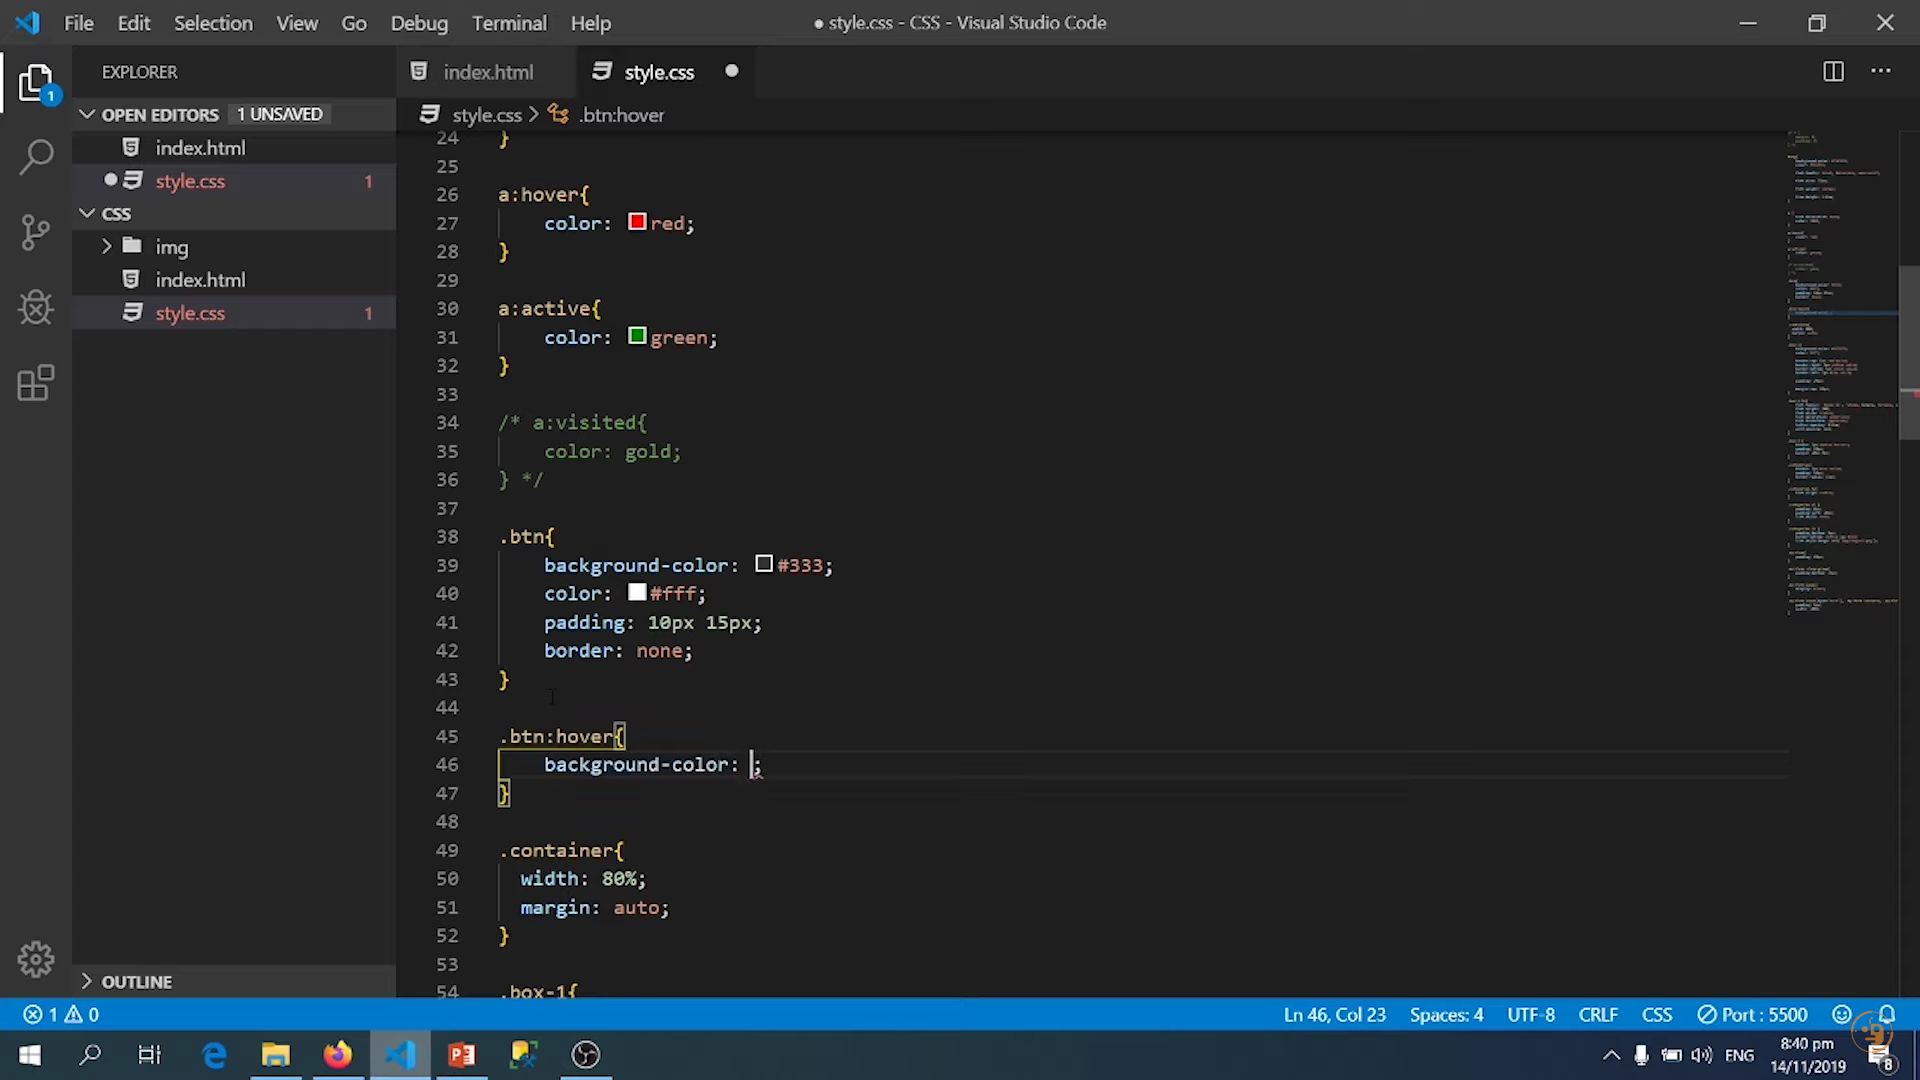 File Edit Selection View Go Debug Terminal Help
● style.css - CSS - Visual Studio Code
EXPLORER
index.html
style.css
OPEN EDITORS 1 UNSAVED
style.css > .btn:hover
index.html
style.css 1
CSS
img
index.html
style.css 1
OUTLINE
24 }
25
26 a:hover{
27 color: red;
28 }
29
30 a:active{
31 color: green;
32 }
33
34 /* a:visited{
35 color: gold;
36 } */
37
38 .btn{
39 background-color: #333;
40 color: #fff;
41 padding: 10px 15px;
42 border: none;
43 }
44
45 .btn:hover{
46 background-color: ;
47 }
48
49 .container{
50 width: 80%;
51 margin: auto;
52 }
53
54 .box-1{
1 0
Ln 46, Col 23 Spaces: 4 UTF-8 CRLF CSS Port : 5500
ENG
8:40 pm
14/11/2019
8